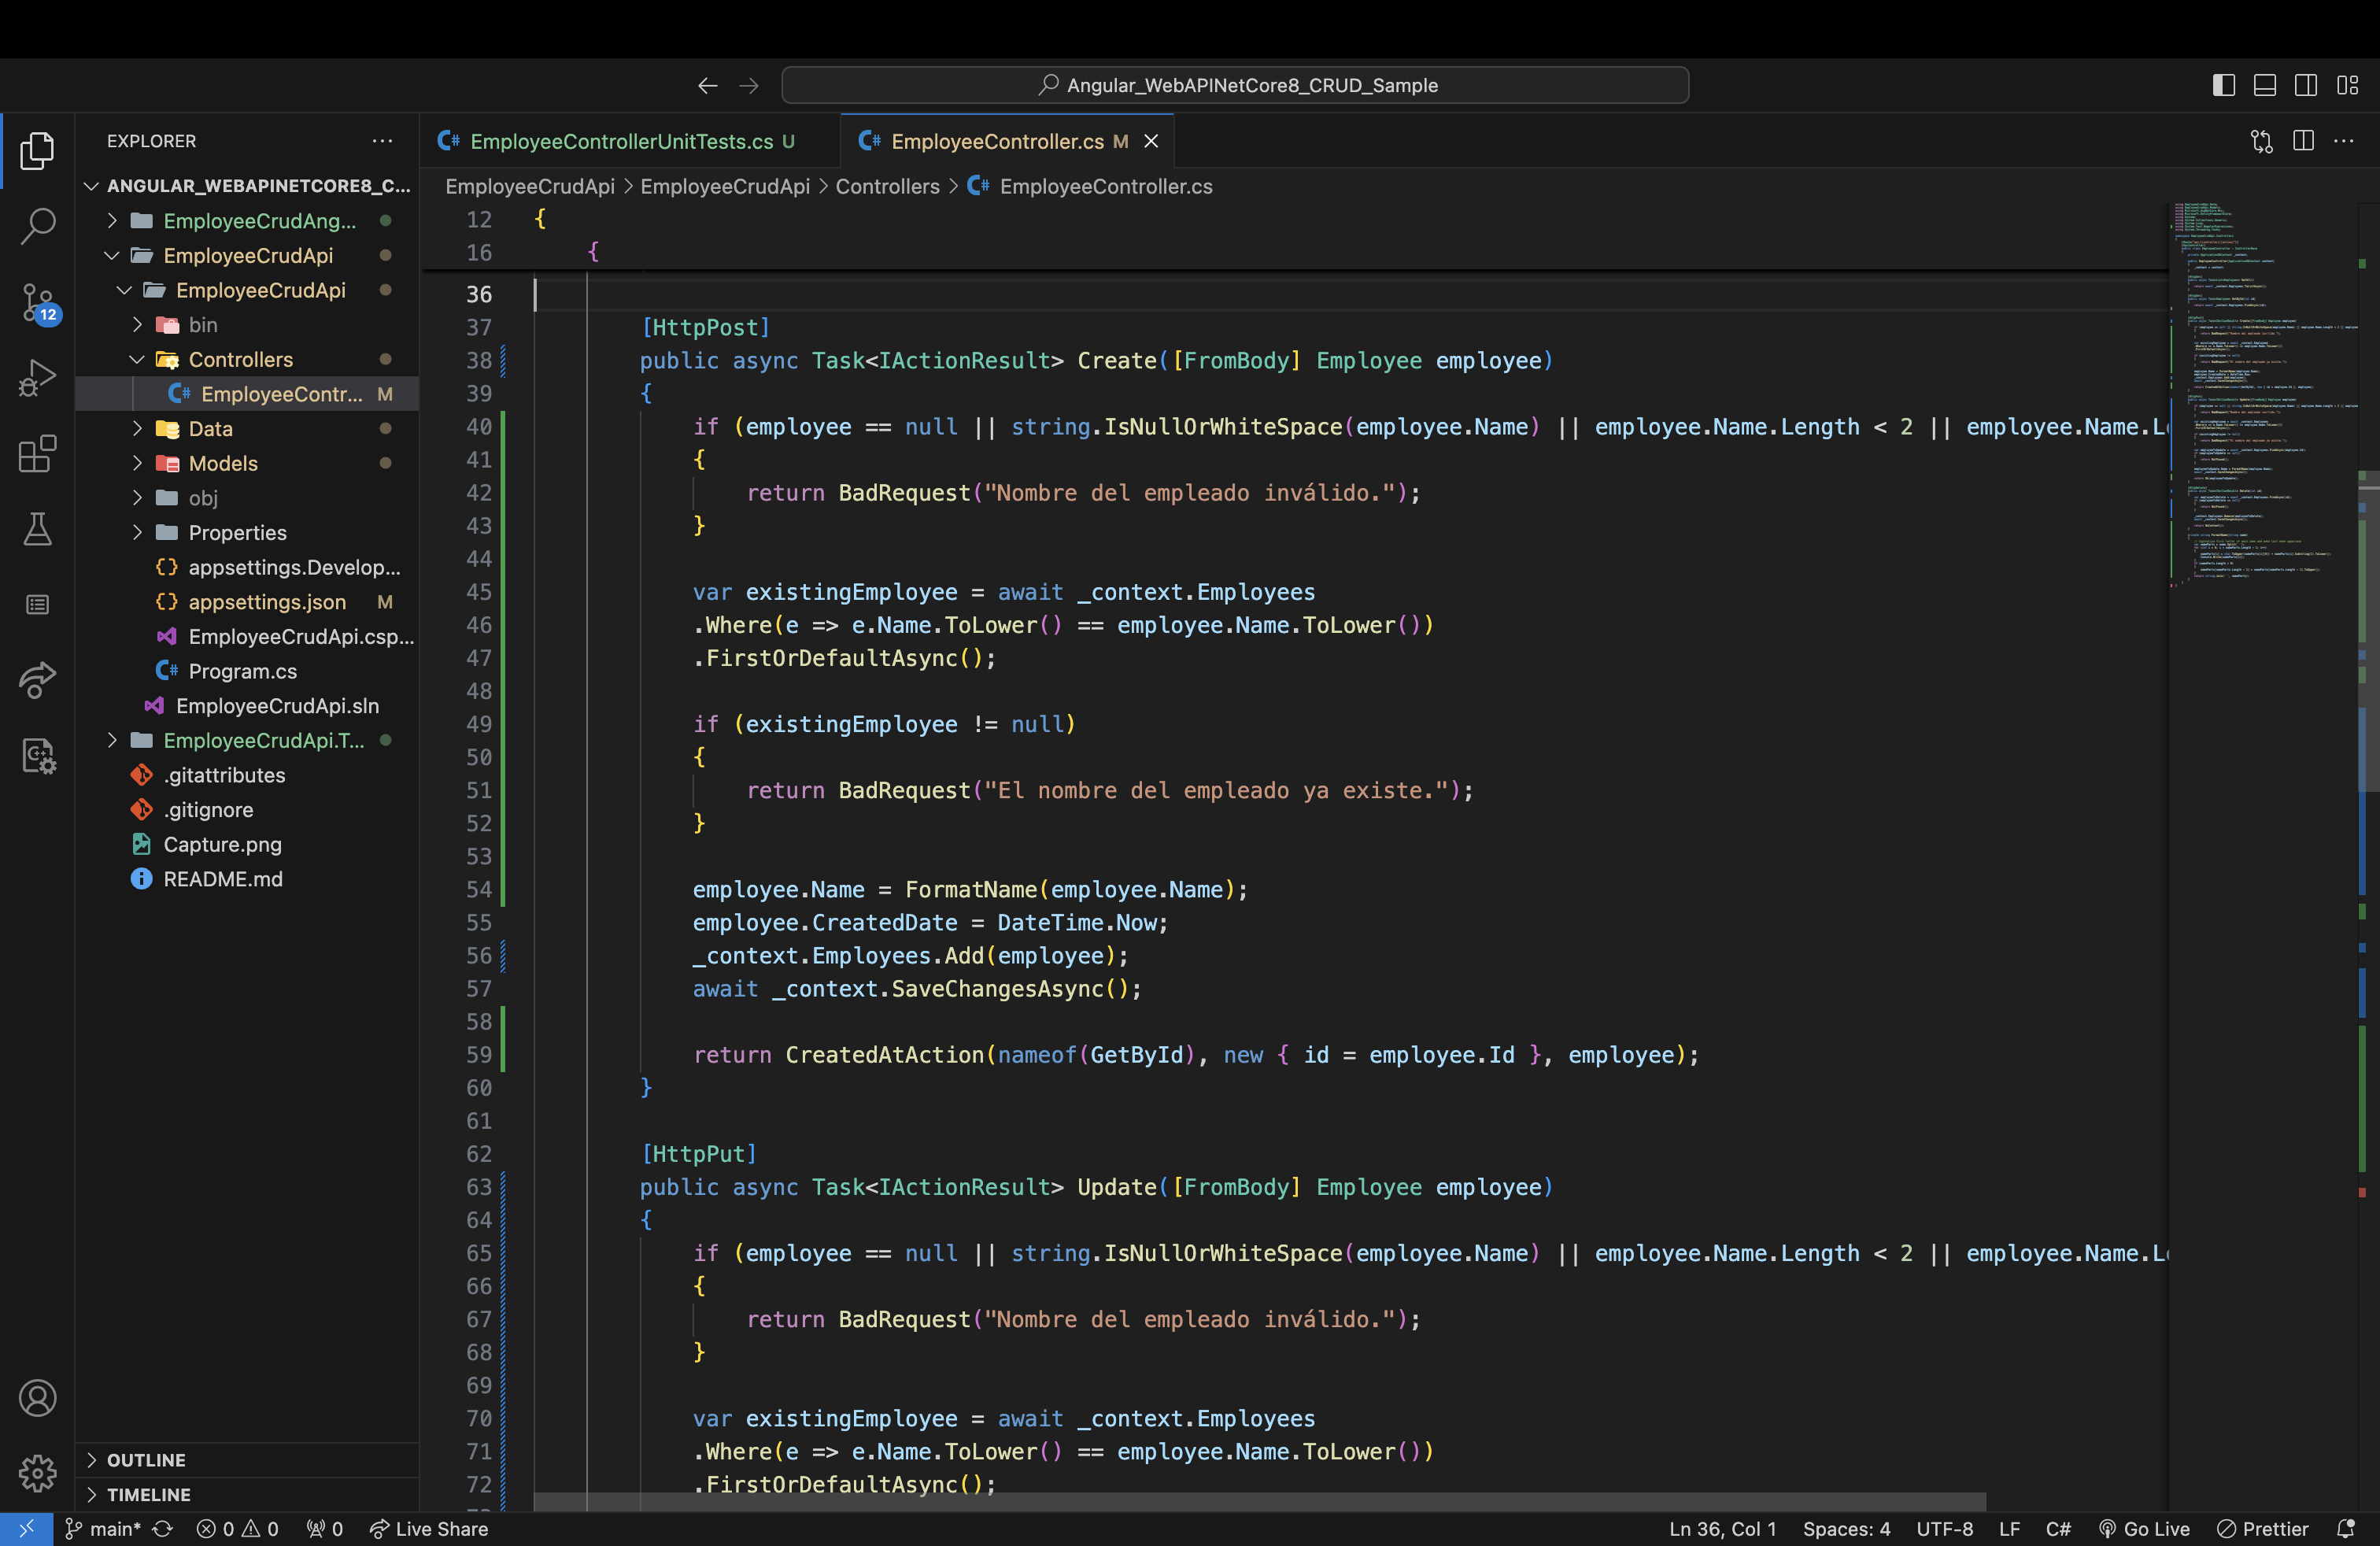 Angular_WebAPINetCore8_CRUD_Sample
EXPLORER
EmployeeControllerUnitTests.cs U
EmployeeController.cs M
ANGULAR_WEBAPINETCORE8_C...
EmployeeCrudAng...
EmployeeCrudApi
EmployeeCrudApi
bin
Controllers
EmployeeContr... M
Data
Models
obj
Properties
appsettings.Develop...
appsettings.json M
EmployeeCrudApi.csp...
Program.cs
EmployeeCrudApi.sln
EmployeeCrudApi.T...
.gitattributes
.gitignore
Capture.png
README.md
12
OUTLINE
TIMELINE
EmployeeCrudApi > EmployeeCrudApi > Controllers > EmployeeController.cs
12 {
16 {
36
37 [HttpPost]
38 public async Task<IActionResult> Create([FromBody] Employee employee)
39 {
40 if (employee == null || string.IsNullOrWhiteSpace(employee.Name) || employee.Name.Length < 2 || employee.Name.L
41 {
42 return BadRequest("Nombre del empleado inválido.");
43 }
44
45 var existingEmployee = await _context.Employees
46 .Where(e => e.Name.ToLower() == employee.Name.ToLower())
47 .FirstOrDefaultAsync();
48
49 if (existingEmployee != null)
50 {
51 return BadRequest("El nombre del empleado ya existe.");
52 }
53
54 employee.Name = FormatName(employee.Name);
55 employee.CreatedDate = DateTime.Now;
56 _context.Employees.Add(employee);
57 await _context.SaveChangesAsync();
58
59 return CreatedAtAction(nameof(GetById), new { id = employee.Id }, employee);
60 }
61
62 [HttpPut]
63 public async Task<IActionResult> Update([FromBody] Employee employee)
64 {
65 if (employee == null || string.IsNullOrWhiteSpace(employee.Name) || employee.Name.Length < 2 || employee.Name.L
66 {
67 return BadRequest("Nombre del empleado inválido.");
68 }
69
70 var existingEmployee = await _context.Employees
71 .Where(e => e.Name.ToLower() == employee.Name.ToLower())
72 .FirstOrDefaultAsync();
main* 0 0 0 Live Share Ln 36, Col 1 Spaces: 4 UTF-8 LF C# Go Live Prettier